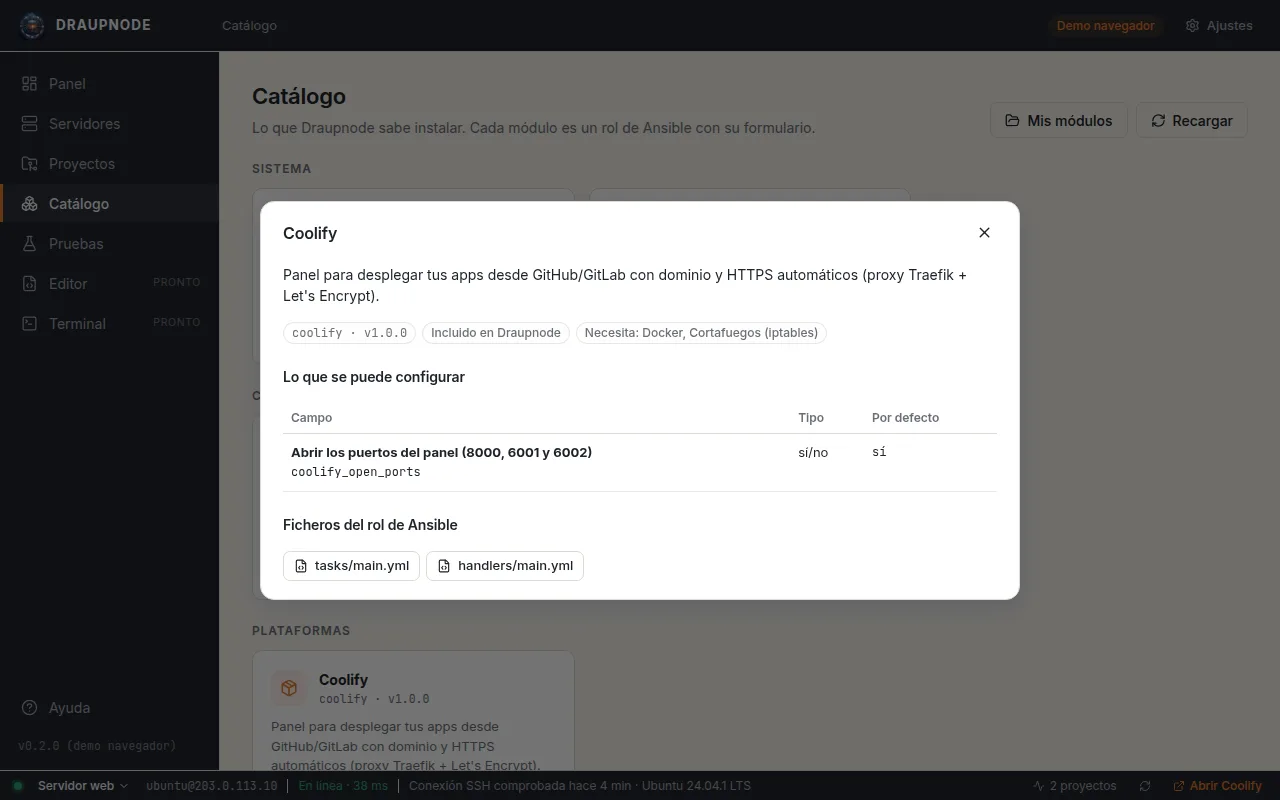 DRAUPNODE
Catálogo
Demo navegador
Ajustes
Panel
Servidores
Proyectos
Catálogo
Pruebas
Editor PRONTO
Terminal PRONTO
Ayuda
v0.2.0 (demo navegador)
Catálogo
Lo que Draupnode sabe instalar. Cada módulo es un rol de Ansible con su formulario.
Mis módulos
Recargar
SISTEMA
Coolify
Panel para desplegar tus apps desde GitHub/GitLab con dominio y HTTPS automáticos (proxy Traefik +
Let's Encrypt).
coolify · v1.0.0
Incluido en Draupnode
Necesita: Docker, Cortafuegos (iptables)
Lo que se puede configurar
Campo Tipo Por defecto
Abrir los puertos del panel (8000, 6001 y 6002) sí/no sí
coolify_open_ports
Ficheros del rol de Ansible
tasks/main.yml
handlers/main.yml
PLATAFORMAS
Coolify
coolify · v1.0.0
Panel para desplegar tus apps desde
GitHub/GitLab con dominio y HTTPS
automáticos (proxy Traefik + Let's Encrypt).
Servidor web
ubuntu@203.0.113.10
En línea · 38 ms
Conexión SSH comprobada hace 4 min · Ubuntu 24.04.1 LTS
2 proyectos
Abrir Coolify